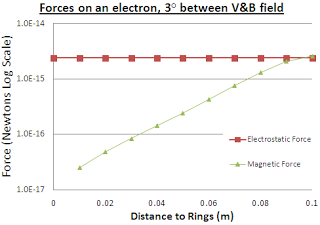 Forces on an electron, 3° between V&B field
1.0E-14
1.0E-15
1.0E-16
1.0E-17
Force (Newtons Log Scale)
Electrostatic Force
Magnetic Force
0 0.02 0.04 0.06 0.08 0.1
Distance to Rings (m)